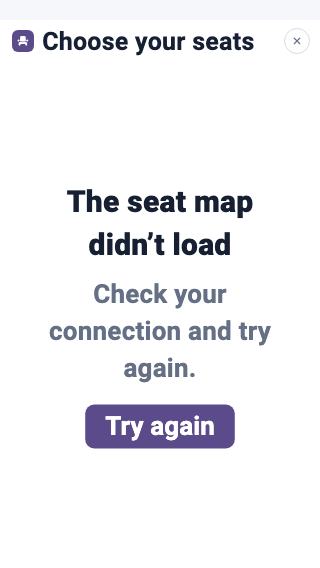 Choose your seats
The seat map
didn’t load
Check your
connection and try
again.
Try again